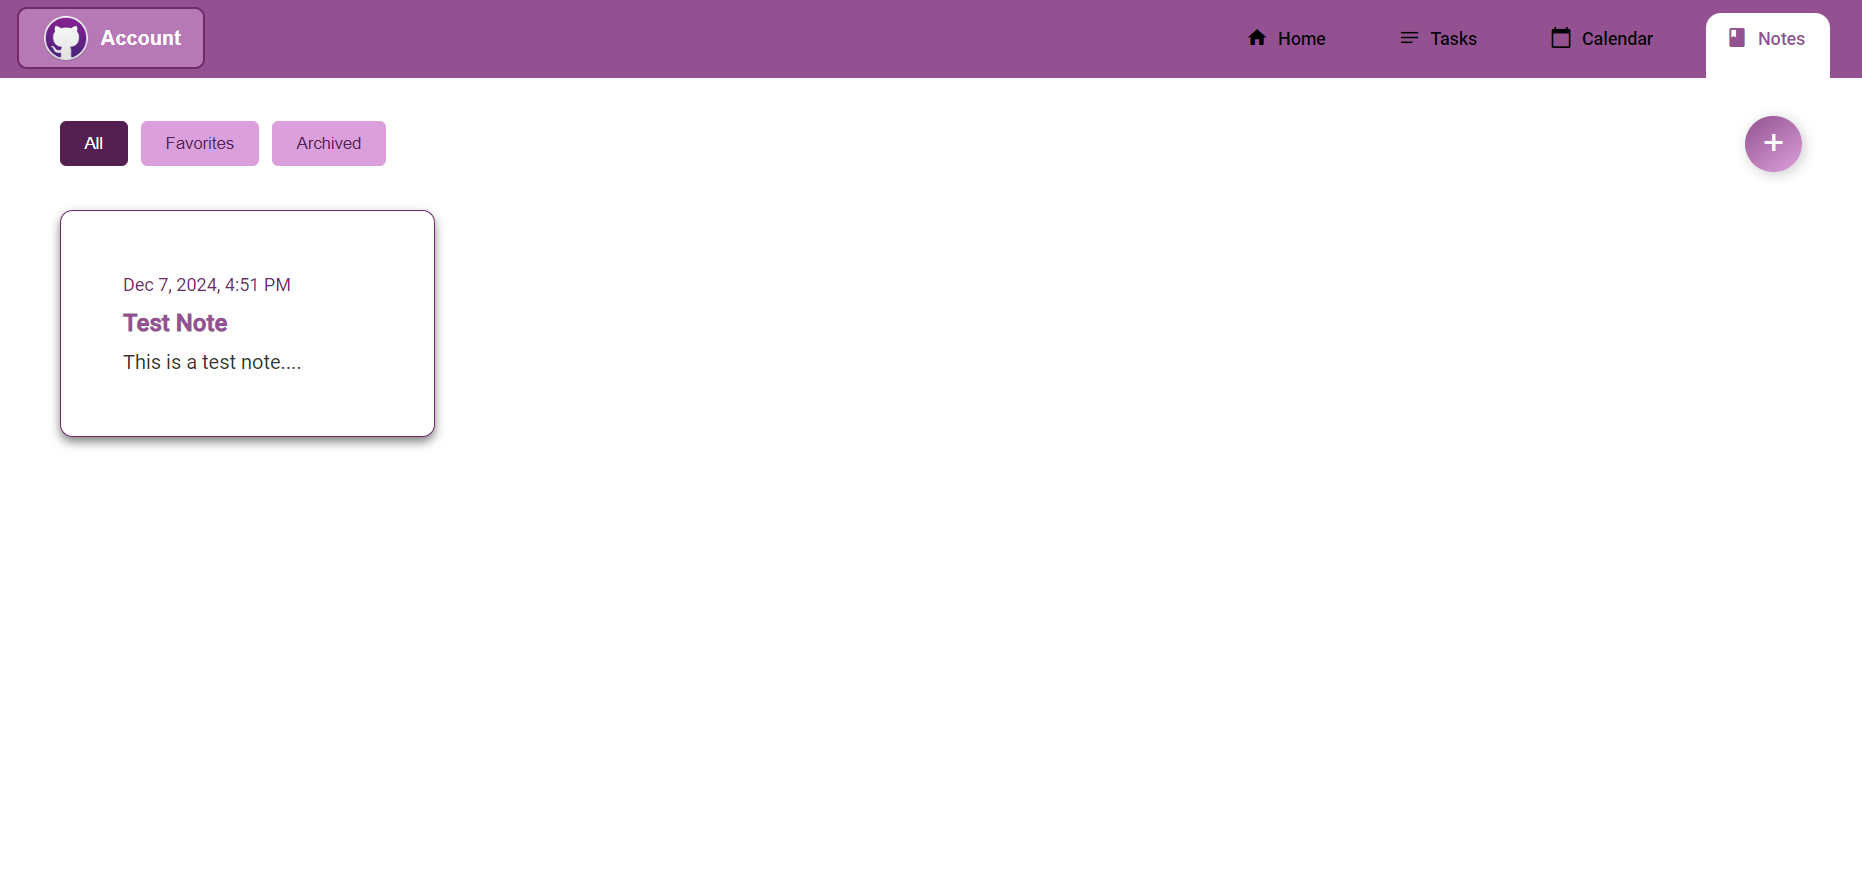 Account
Home
Tasks
Calendar
Notes
All
Favorites
Archived
+
Dec 7, 2024, 4:51 PM
Test Note
This is a test note....